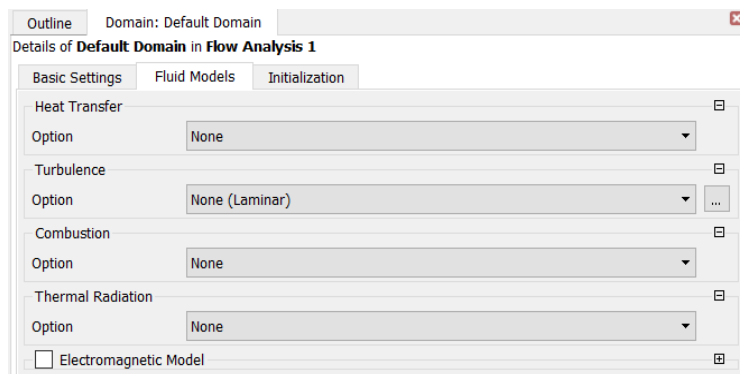 Outline Domain: Default Domain
Details of Default Domain in Flow Analysis 1
Basic Settings Fluid Models Initialization
Heat Transfer
Option None
Turbulence
Option None (Laminar) ...
Combustion
Option None
Thermal Radiation
Option None
Electromagnetic Model